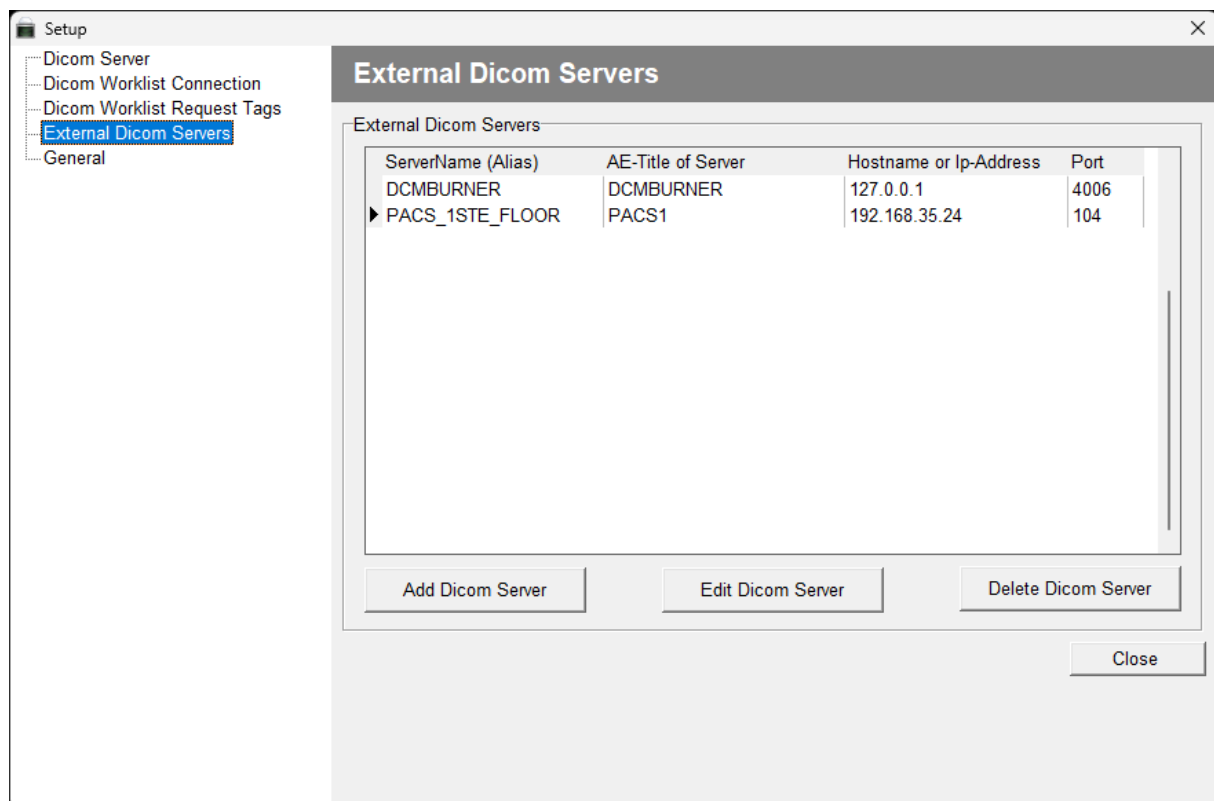 Setup
Dicom Server
Dicom Worklist Connection
Dicom Worklist Request Tags
External Dicom Servers
General
External Dicom Servers
External Dicom Servers
ServerName (Alias) AE-Title of Server Hostname or Ip-Address Port
DCMBURNER DCMBURNER 127.0.0.1 4006
PACS_1STE_FLOOR PACS1 192.168.35.24 104
Add Dicom Server Edit Dicom Server Delete Dicom Server
Close